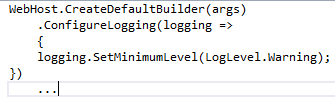 WebHost.CreateDefaultBuilder(args)
    .ConfigureLogging(logging =>
    {
    logging.SetMinimumLevel(LogLevel.Warning);
})
    ...